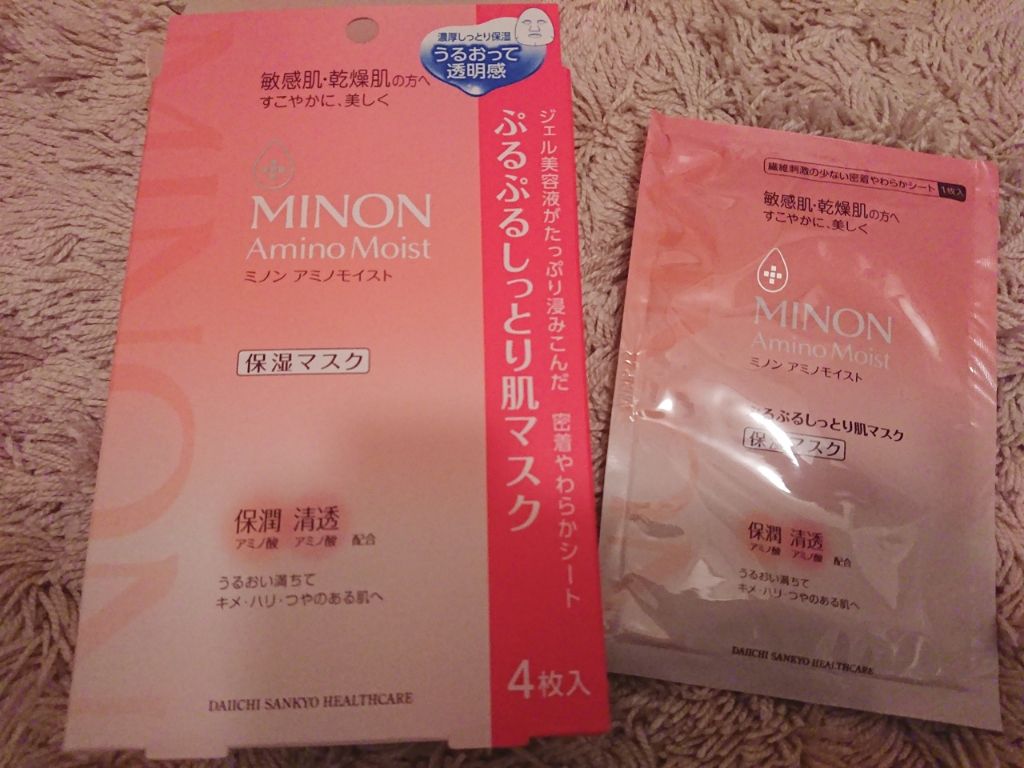 濃厚しっとり保湿
うるおって
透明感
敏感肌・乾燥肌の方へ
すこやかに、美しく
MINON
MINON
Amino Moist
ミノン アミノモイスト
保湿マスク
ジェル美容液がたっぷり浸みこんだ 密着やわらかシート
ぷるぷるしっとり肌マスク
保潤 清透
アミノ酸 アミノ酸 配合
うるおい満ちて
キメ・ハリ・つやのある肌へ
4枚入
DAIICHI SANKYO HEALTHCARE
繊維刺激の少ない密着やわらかシート 1枚入
敏感肌・乾燥肌の方へ
すこやかに、美しく
MINON
Amino Moist
ミノン アミノモイスト
ぷるぷるしっとり肌マスク
保湿マスク
保潤 清透
アミノ酸 アミノ酸 配合
うるおい満ちて
キメ・ハリ・つやのある肌へ
DAIICHI SANKYO HEALTHCARE